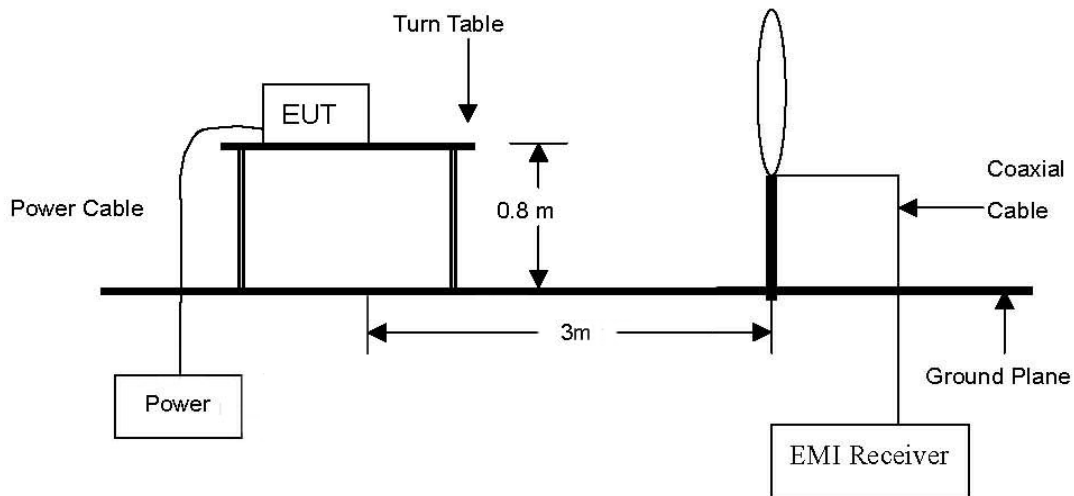 Turn Table
EUT
Coaxial
Power Cable
0.8 m
Cable
3m
Ground Plane
Power
EMI Receiver